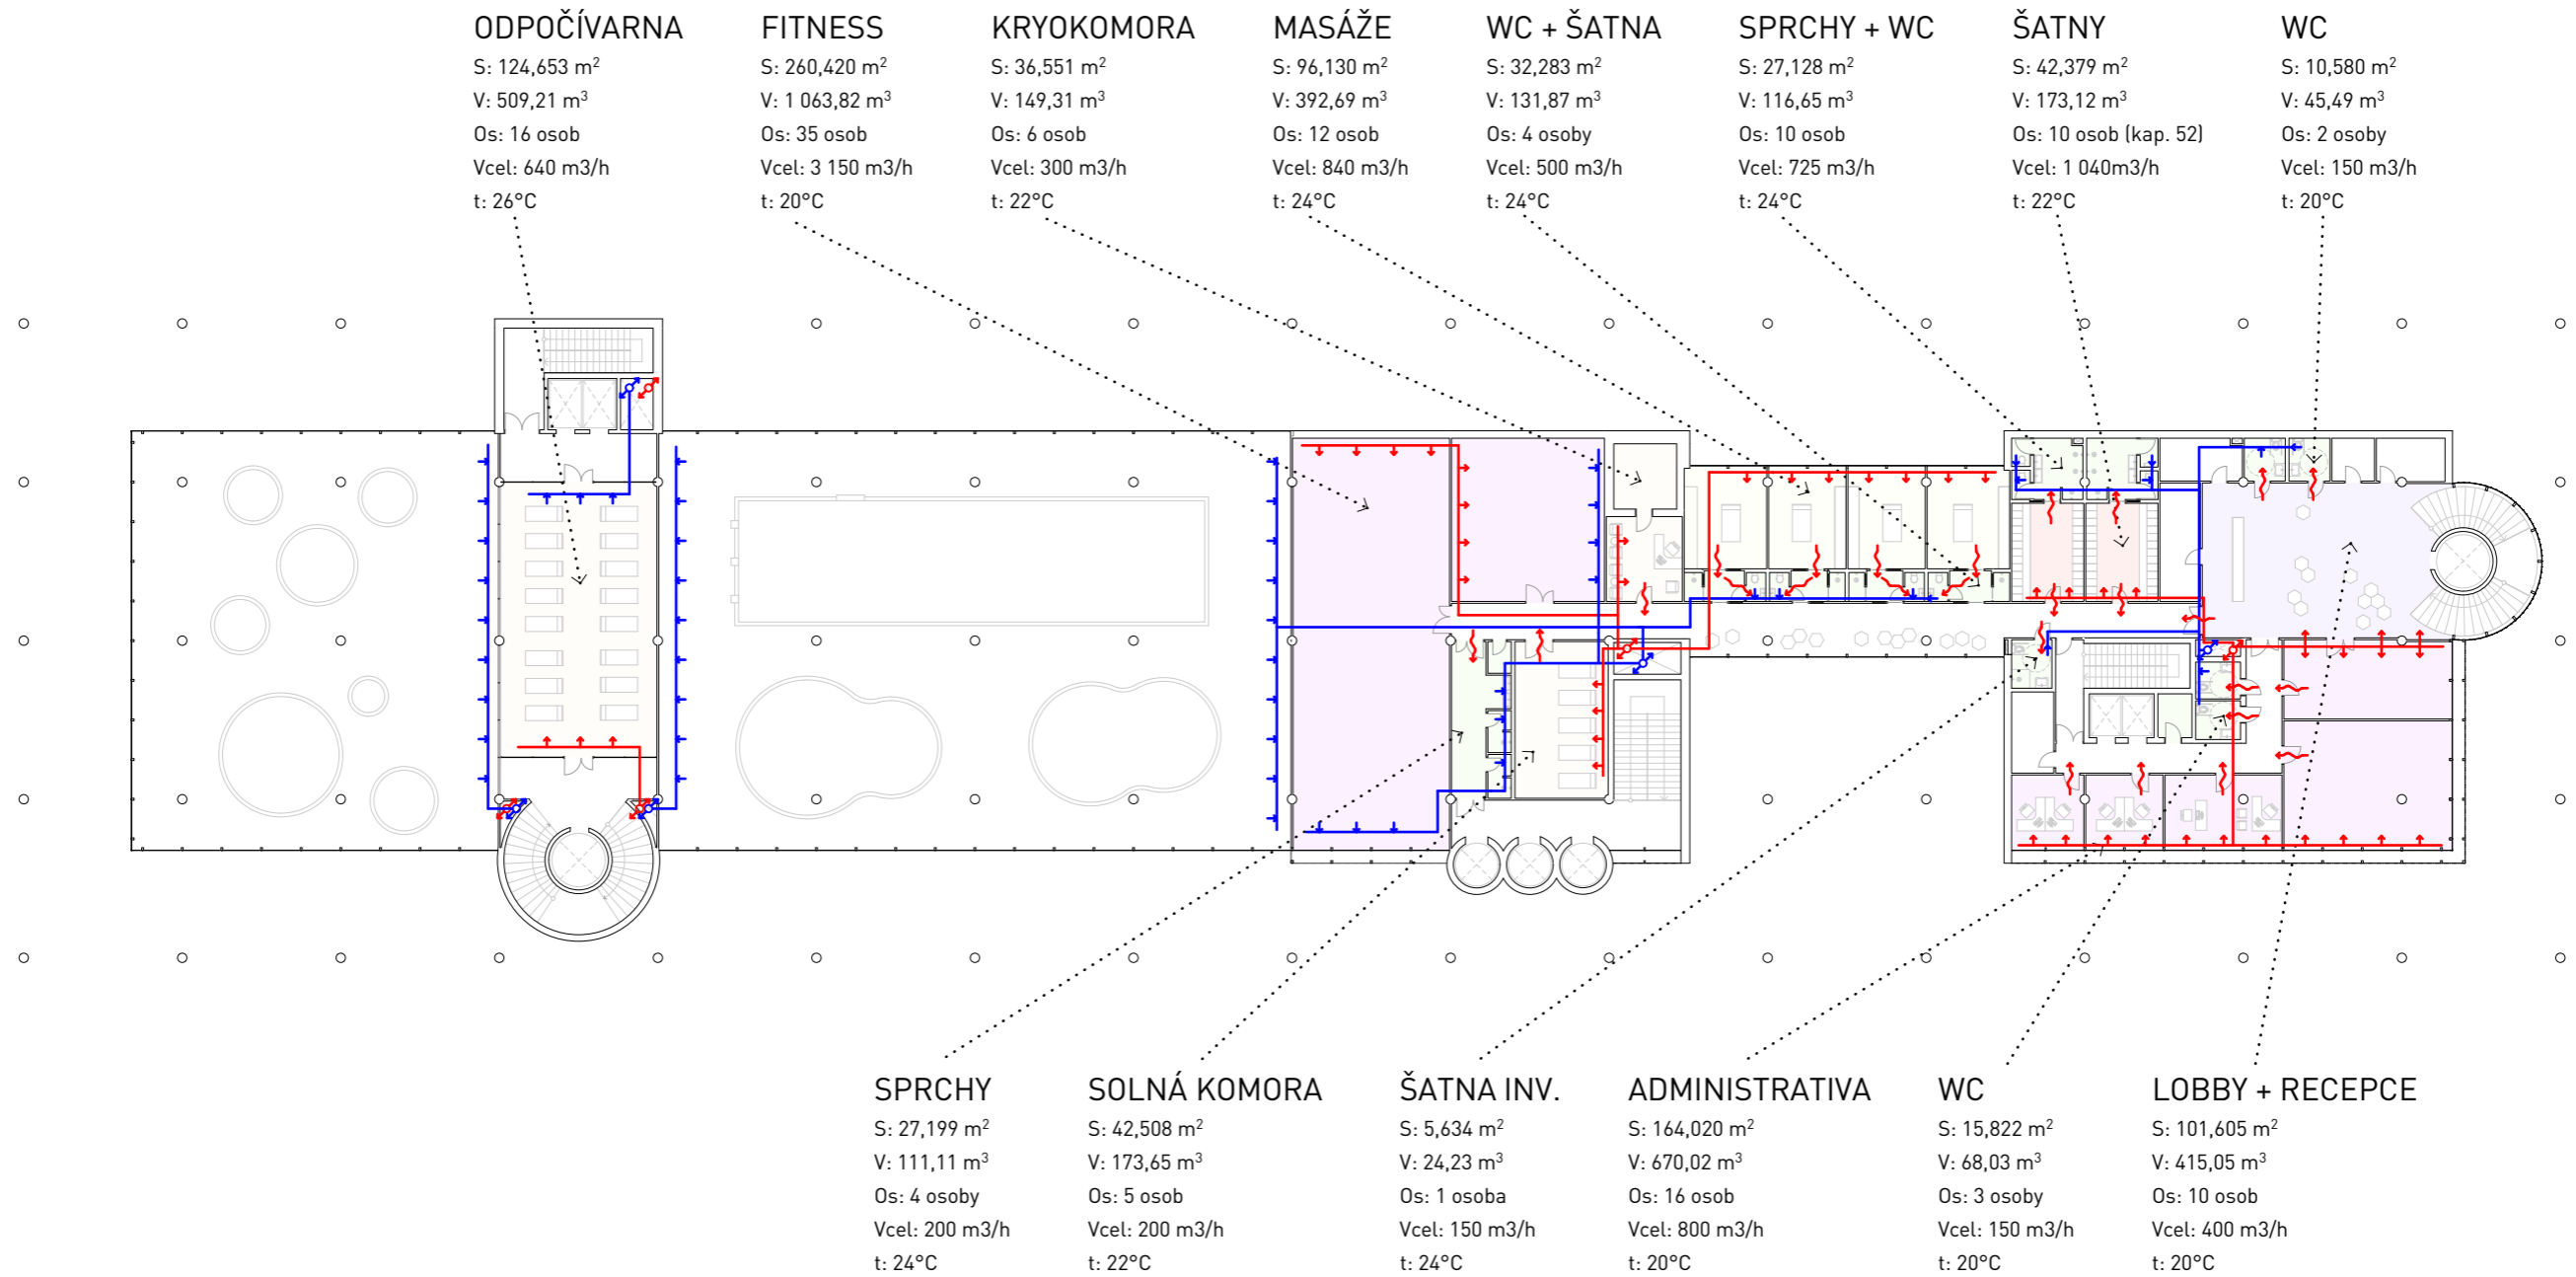 ODPOČÍVARNA
S: 124,653 m²
V: 509,21 m³
Os: 16 osob
Vcel: 640 m3/h
t: 26°C
FITNESS
S: 260,420 m²
V: 1 063,82 m³
Os: 35 osob
Vcel: 3 150 m3/h
t: 20°C
KRYOKOMORA
S: 36,551 m²
V: 149,31 m³
Os: 6 osob
Vcel: 300 m3/h
t: 22°C
MASÁŽE
S: 96,130 m²
V: 392,69 m³
Os: 12 osob
Vcel: 840 m3/h
t: 24°C
WC + ŠATNA
S: 32,283 m²
V: 131,87 m³
Os: 4 osoby
Vcel: 500 m3/h
t: 24°C
SPRCHY + WC
S: 27,128 m²
V: 116,65 m³
Os: 10 osob
Vcel: 725 m3/h
t: 24°C
ŠATNY
S: 42,379 m²
V: 173,12 m³
Os: 10 osob (kap. 52)
Vcel: 1 040m3/h
t: 22°C
WC
S: 10,580 m²
V: 45,49 m³
Os: 2 osoby
Vcel: 150 m3/h
t: 20°C
SPRCHY
S: 27,199 m²
V: 111,11 m³
Os: 4 osoby
Vcel: 200 m3/h
t: 24°C
SOLNÁ KOMORA
S: 42,508 m²
V: 173,65 m³
Os: 5 osob
Vcel: 200 m3/h
t: 22°C
ŠATNA INV.
S: 5,634 m²
V: 24,23 m³
Os: 1 osoba
Vcel: 150 m3/h
t: 24°C
ADMINISTRATIVA
S: 164,020 m²
V: 670,02 m³
Os: 16 osob
Vcel: 800 m3/h
t: 20°C
WC
S: 15,822 m²
V: 68,03 m³
Os: 3 osoby
Vcel: 150 m3/h
t: 20°C
LOBBY + RECEPCE
S: 101,605 m²
V: 415,05 m³
Os: 10 osob
Vcel: 400 m3/h
t: 20°C